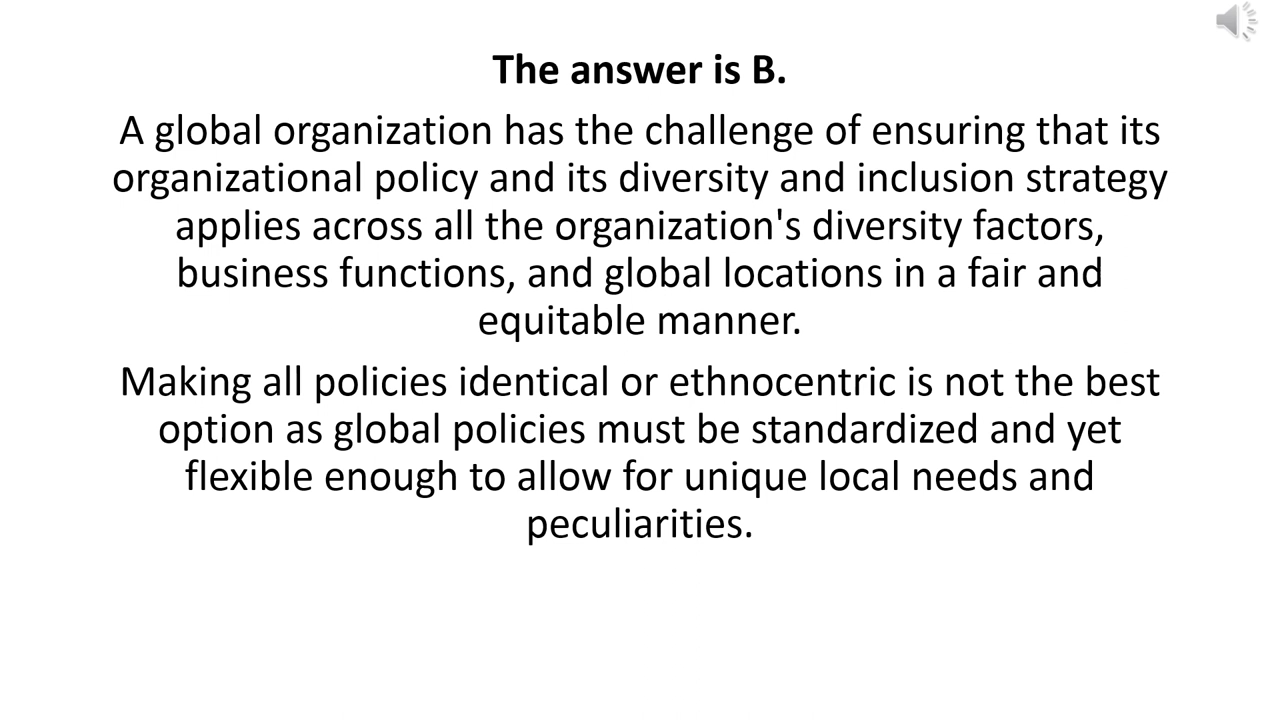 The answer is B.
A global organization has the challenge of ensuring that its
organizational policy and its diversity and inclusion strategy
applies across all the organization's diversity factors,
business functions, and global locations in a fair and
equitable manner.
Making all policies identical or ethnocentric is not the best
option as global policies must be standardized and yet
flexible enough to allow for unique local needs and
peculiarities.